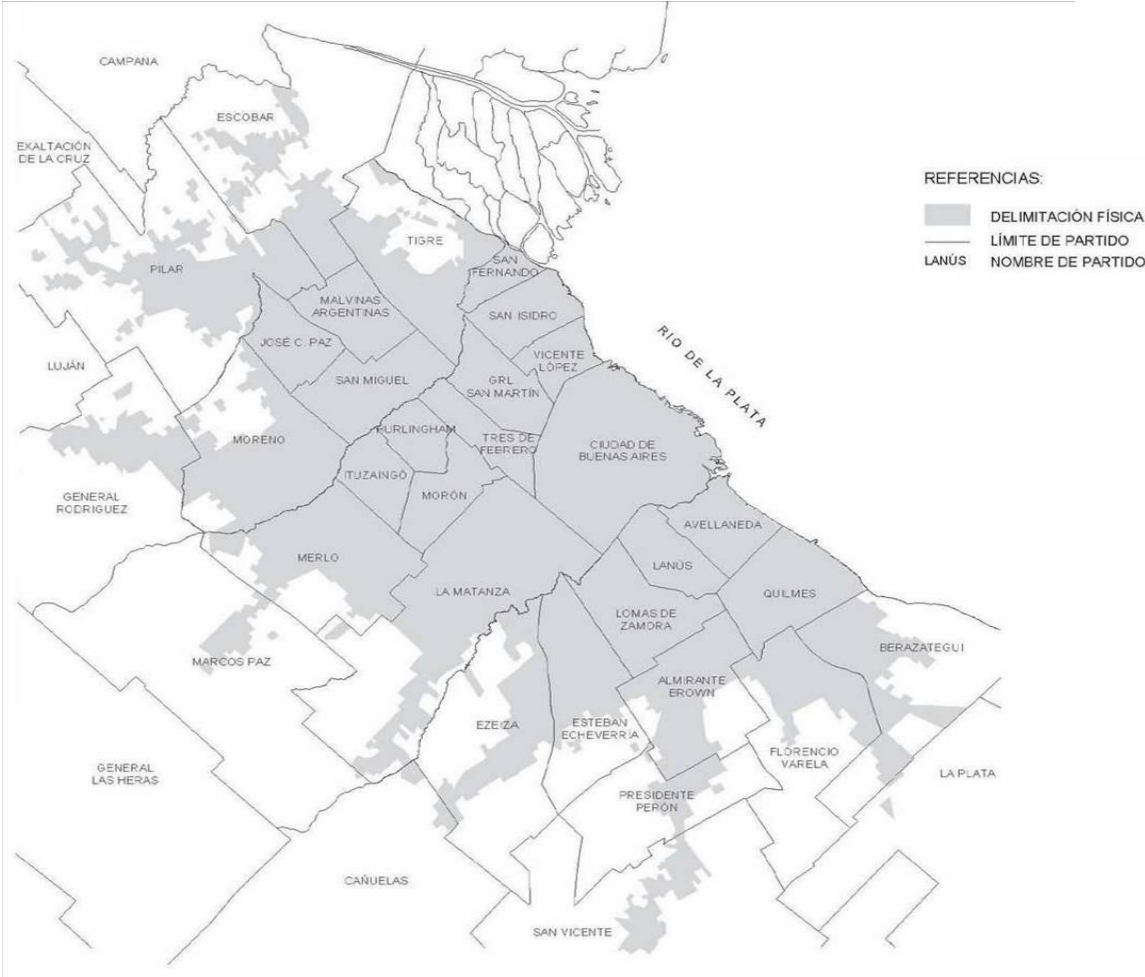 CAMPANA
ESCOBAR
EXALTACIÓN
DE LA CRUZ
REFERENCIAS:
DELIMITACIÓN FÍSICA
LÍMITE DE PARTIDO
LANÚS NOMBRE DE PARTIDO
TIGRE
PILAR
SAN
FERNANDO
MALVINAS
ARGENTINAS
SAN ISIDRO
JOSÉ C. PAZ
RIO DE LA PLATA
VICENTE
LÓPEZ
LUJÁN
SAN MIGUEL
GRL
SAN MARTÍN
HURLINGHAM
MORENO
TRES DE
FEBRERO
CIUDAD DE
BUENAS AIRES
ITUZAINGÓ
MORÓN
GENERAL
RODRIGUEZ
AVELLANEDA
MERLO
LANÚS
LA MATANZA
QUILMES
LOMAS DE
ZAMORA
BERAZATEGUI
MARCOS PAZ
ALMIRANTE
BROWN
EZEIZA
ESTEBAN
ECHEVERRÍA
FLORENCIO
VARELA
GENERAL
LAS HERAS
LA PLATA
PRESIDENTE
PERÓN
CAÑUELAS
SAN VICENTE